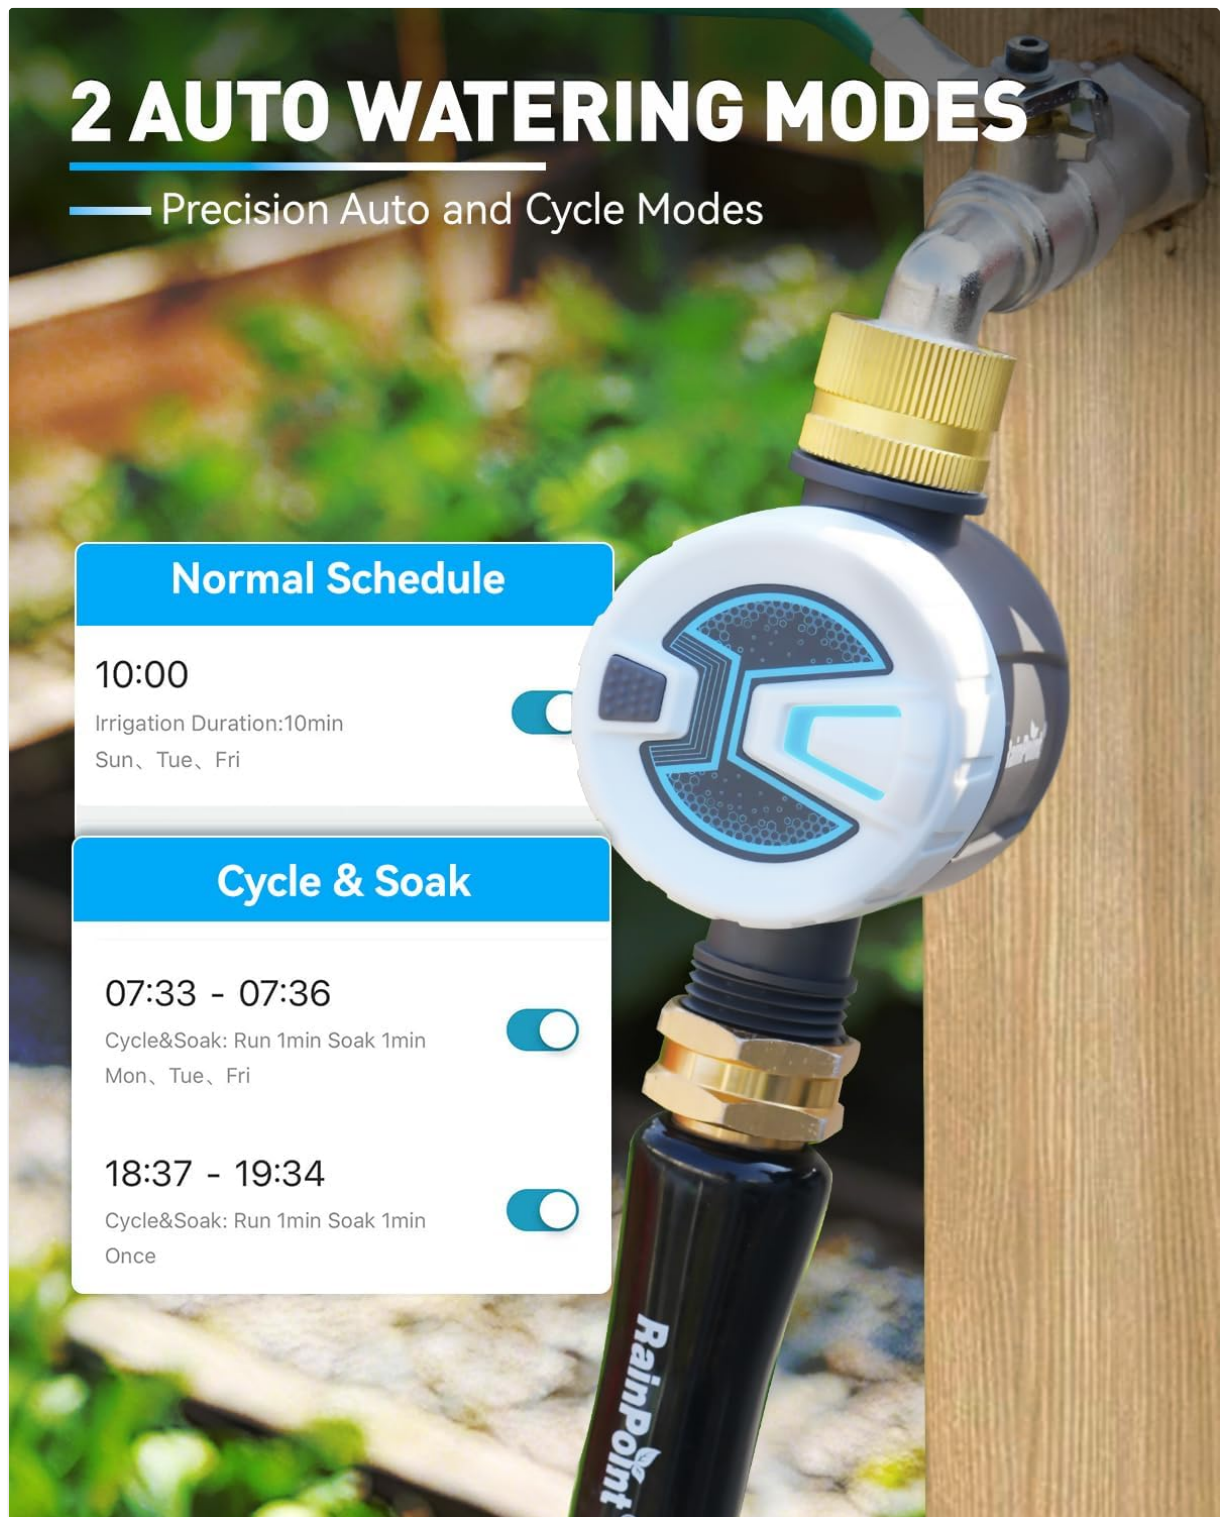 2 AUTO WATERING MODES
Precision Auto and Cycle Modes
Normal Schedule
10:00
Irrigation Duration:10min
Sun、Tue、Fri
Cycle & Soak
07:33 - 07:36
Cycle&Soak: Run 1min Soak 1min
Mon、Tue、Fri
18:37 - 19:34
Cycle&Soak: Run 1min Soak 1min
Once
RainPoint
RainPoint